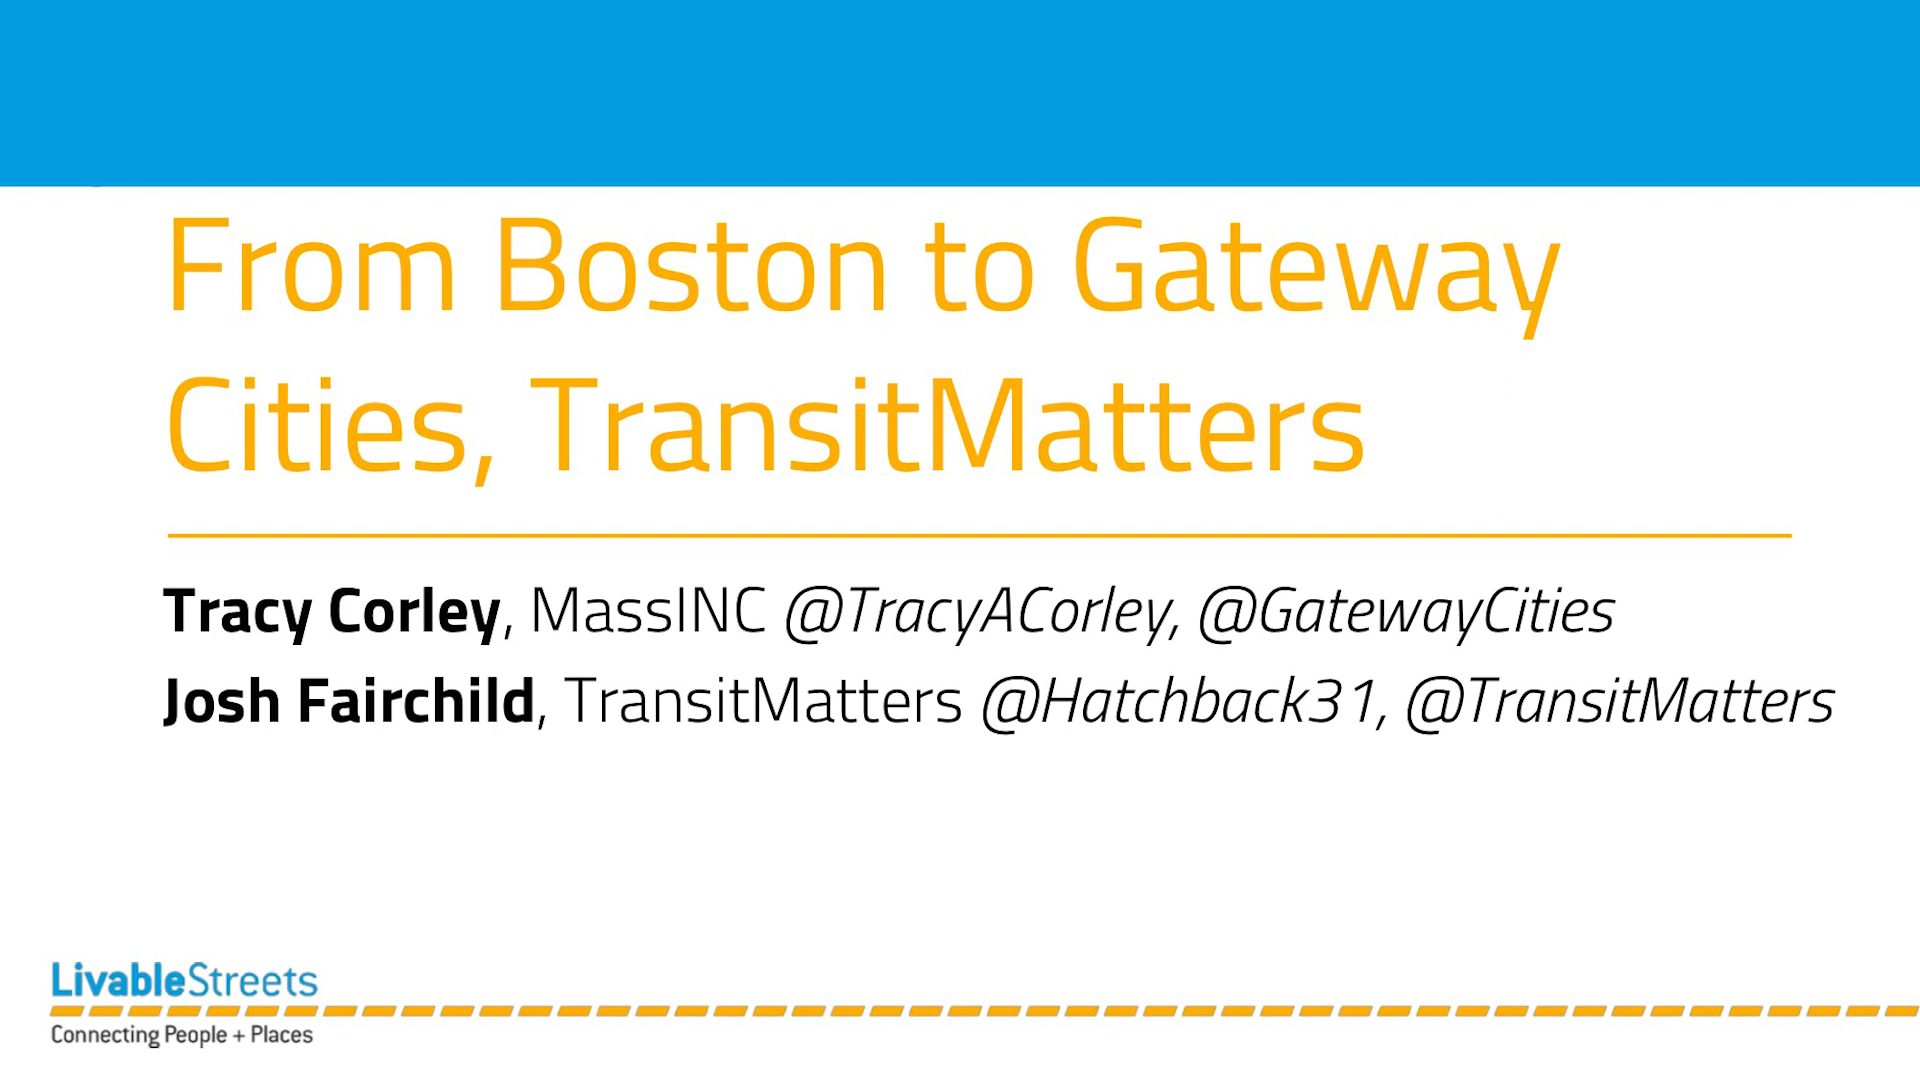 From Boston to Gateway
Cities, TransitMatters
Tracy Corley, MassINC @TracyACorley, @GatewayCities
Josh Fairchild, TransitMatters @Hatchback31, @TransitMatters
LivableStreets
Connecting People + Places